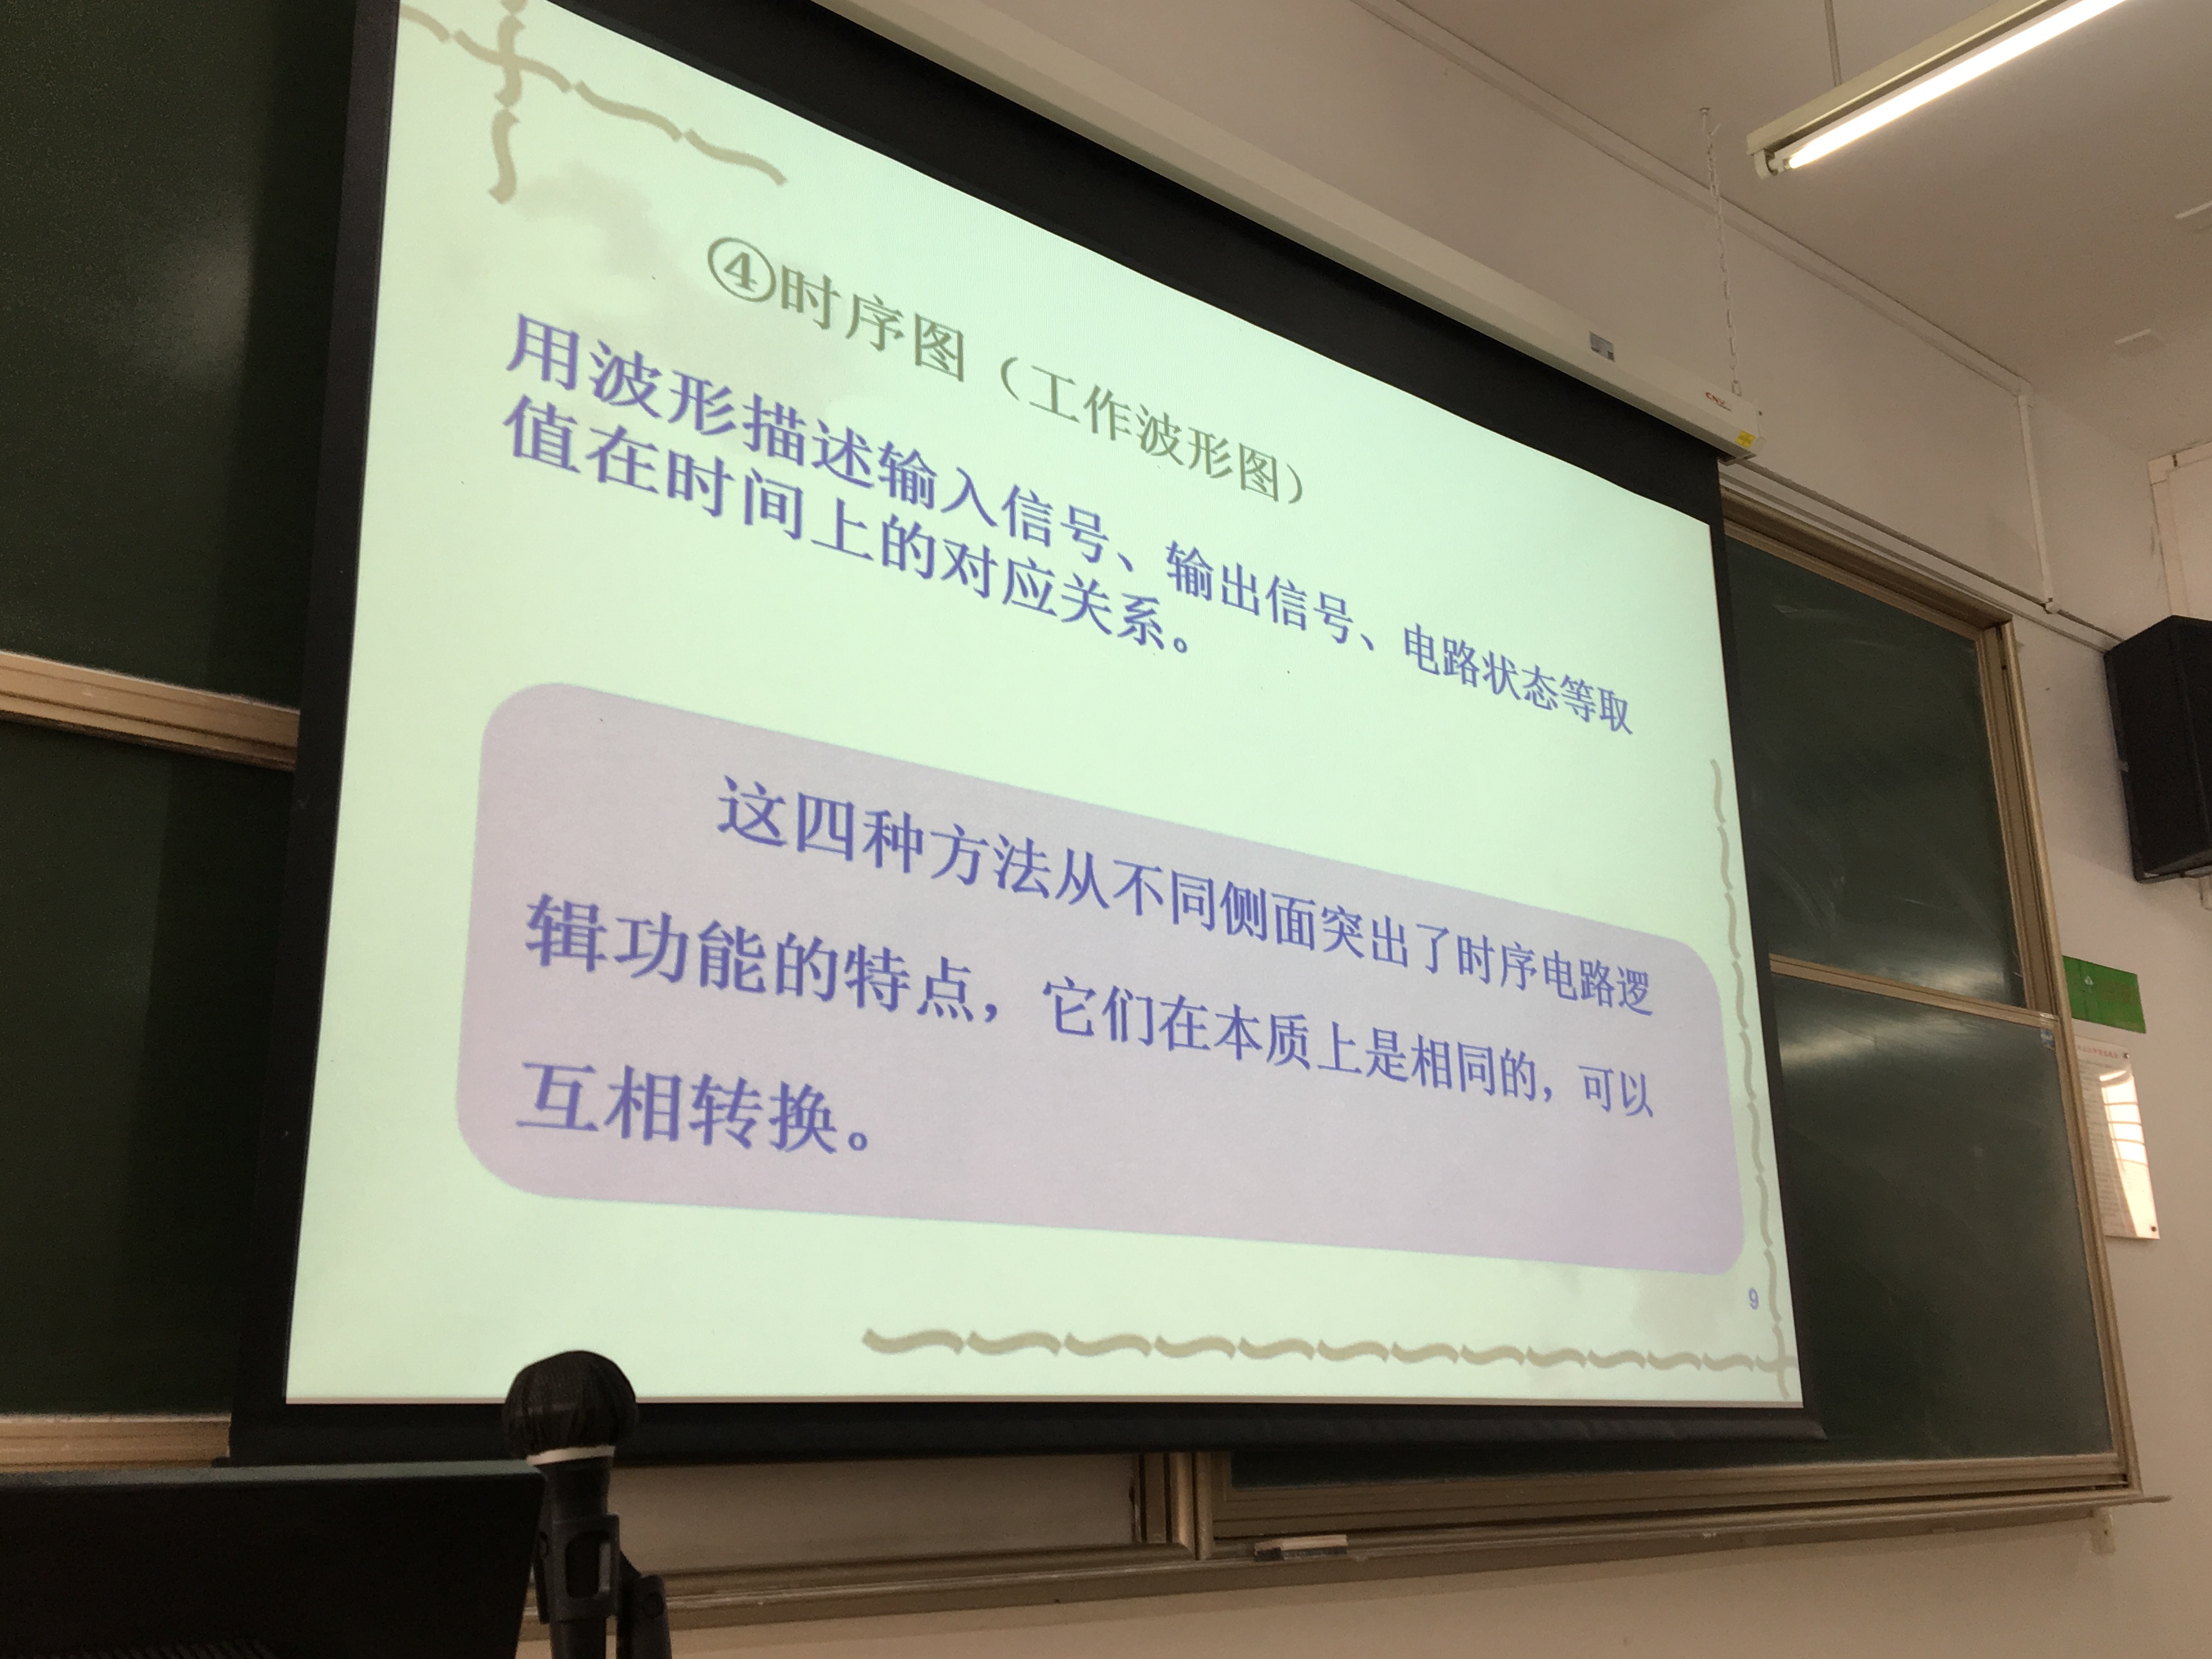 ④时序图（工作波形图）
用波形描述输入信号、输出信号、电路状态等取
值在时间上的对应关系。
这四种方法从不同侧面突出了时序电路逻
辑功能的特点，它们在本质上是相同的，可以
互相转换。
9